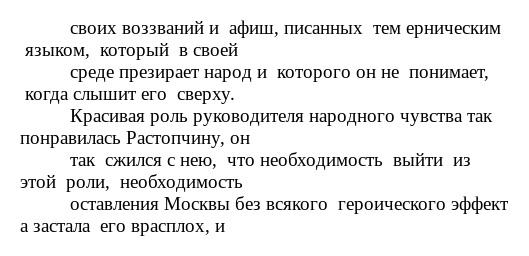 своих воззваний и афиш, писанных тем ерническим
языком, который в своей
среде презирает народ и которого он не понимает,
когда слышит его сверху.
Красивая роль руководителя народного чувства так
понравилась Растопчину, он
так сжился с нею, что необходимость выйти из
этой роли, необходимость
оставления Москвы без всякого героического эффект
а застала его врасплох, и